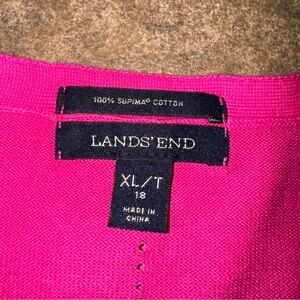 100% SUPIMA® COTTON
LANDS' END
XL/T
18
MADE IN
CHINA